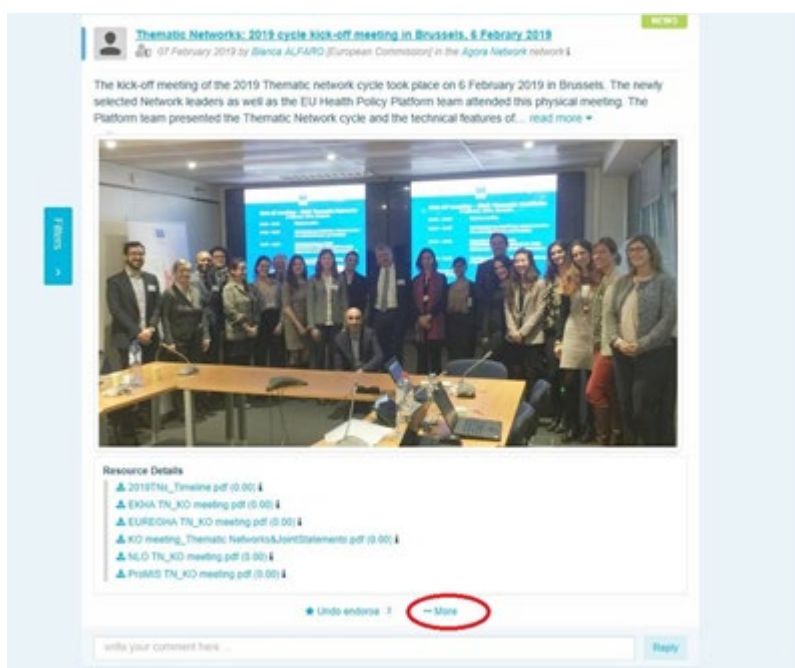 NEWS
Thematic Networks: 2019 cycle kick-off meeting in Brussels, 6 Febrary 2019
07 February 2019 by Bianca ALFARO [European Commission] in the Agora Network network
The kick-off meeting of the 2019 Thematic network cycle took place on 6 February 2019 in Brussels. The newly
selected Network leaders as well as the EU Health Policy Platform team attended this physical meeting. The
Platform team presented the Thematic Network cycle and the technical features of... read more
Filters
Resource Details
2019TNs_Timeline.pdf (0.00)
EKHA TN_KO meeting.pdf (0.00)
EUREGHA TN_KO meeting.pdf (0.00)
KO meeting_Thematic Networks&JointStatements.pdf (0.00)
NLO TN_KO meeting.pdf (0.00)
ProMIS TN_KO meeting.pdf (0.00)
Undo endorse
More
write your comment here ...
Reply